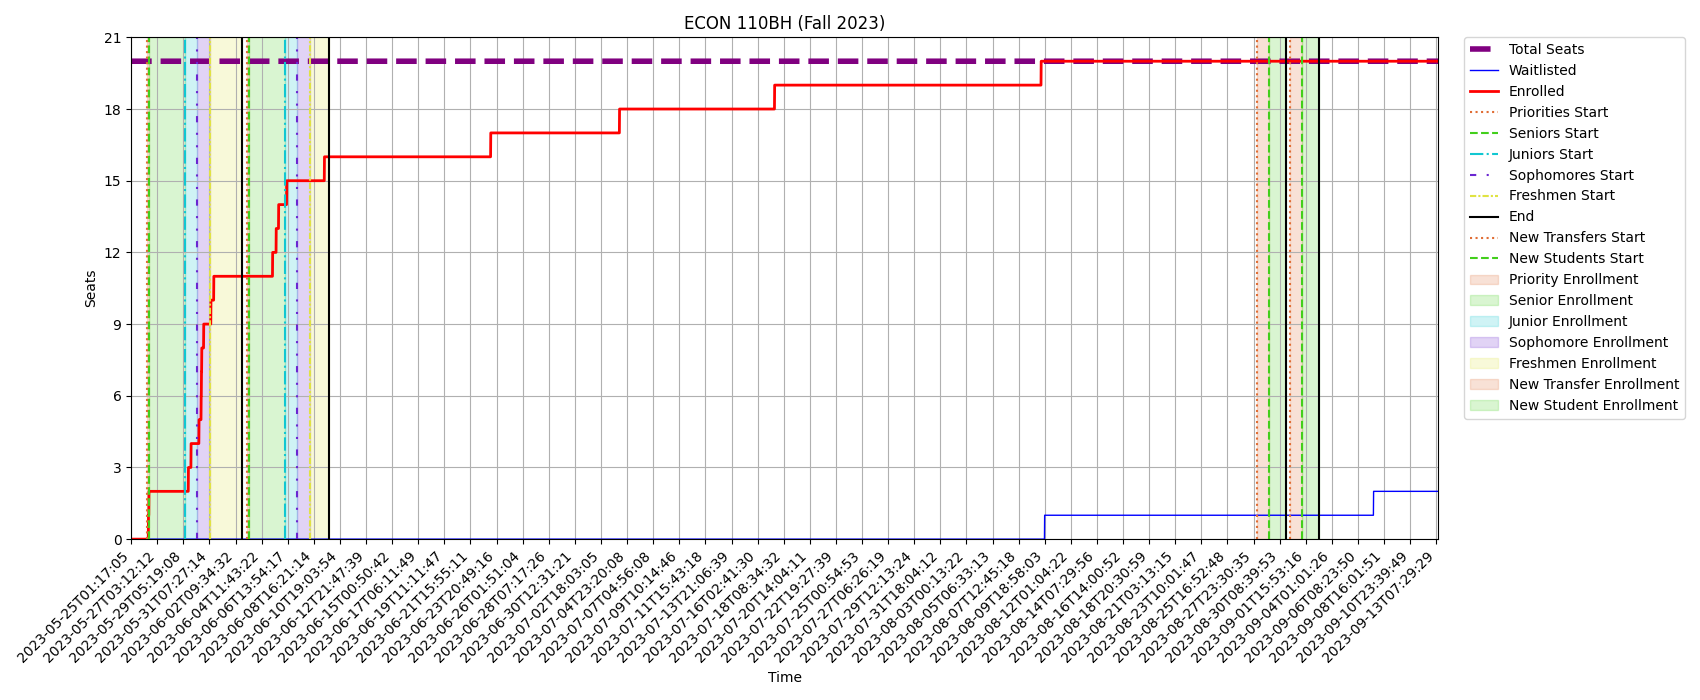 ECON 110BH (Fall 2023)
21
18
15
12
9
6
3
0
Seats
2023-05-25T01:17:05
2023-05-27T03:12:12
2023-05-29T05:19:08
2023-05-31T07:27:14
2023-06-02T09:34:32
2023-06-04T11:43:22
2023-06-06T13:54:17
2023-06-08T16:21:14
2023-06-10T19:03:54
2023-06-12T21:47:39
2023-06-15T00:50:42
2023-06-17T06:11:49
2023-06-19T11:11:47
2023-06-21T15:55:11
2023-06-23T20:49:16
2023-06-26T01:51:04
2023-06-28T07:17:26
2023-06-30T12:31:21
2023-07-02T18:03:05
2023-07-04T23:20:08
2023-07-07T04:56:08
2023-07-09T10:14:46
2023-07-11T15:43:18
2023-07-13T21:06:39
2023-07-16T02:41:30
2023-07-18T08:34:32
2023-07-20T14:04:11
2023-07-22T19:27:39
2023-07-25T00:54:53
2023-07-27T06:26:19
2023-07-29T12:13:24
2023-07-31T18:04:12
2023-08-03T00:13:22
2023-08-05T06:33:13
2023-08-07T12:45:18
2023-08-09T18:58:03
2023-08-12T01:04:22
2023-08-14T07:29:56
2023-08-16T14:00:52
2023-08-18T20:30:59
2023-08-21T03:13:15
2023-08-23T10:01:47
2023-08-25T16:52:48
2023-08-27T23:30:35
2023-08-30T08:39:53
2023-09-01T15:53:16
2023-09-04T01:01:26
2023-09-06T08:23:50
2023-09-08T16:01:51
2023-09-10T23:39:49
2023-09-13T07:29:29
Time
Total Seats
Waitlisted
Enrolled
Priorities Start
Seniors Start
Juniors Start
Sophomores Start
Freshmen Start
End
New Transfers Start
New Students Start
Priority Enrollment
Senior Enrollment
Junior Enrollment
Sophomore Enrollment
Freshmen Enrollment
New Transfer Enrollment
New Student Enrollment